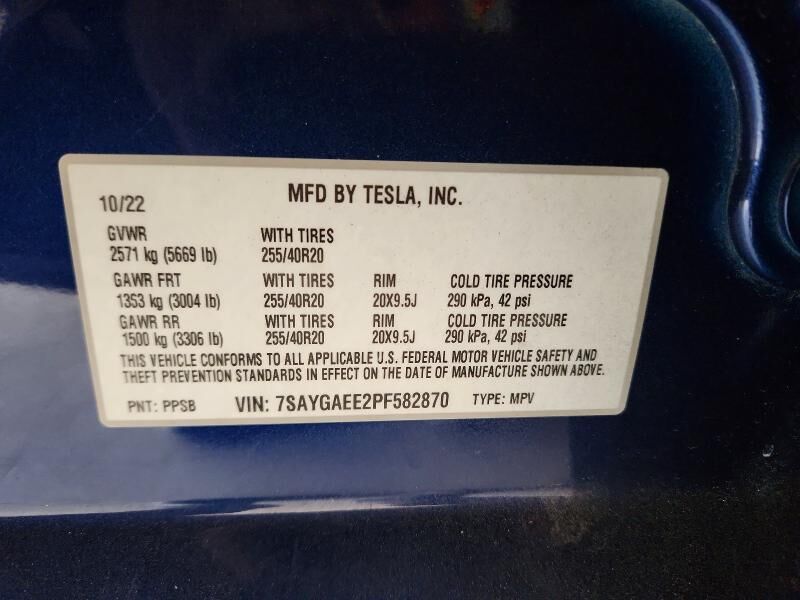 MFD BY TESLA, INC.
10/22
GVWR WITH TIRES
2571 kg (5669 lb) 255/40R20
GAWR FRT WITH TIRES RIM COLD TIRE PRESSURE
1353 kg (3004 lb) 255/40R20 20X9.5J 290 kPa, 42 psi
GAWR RR WITH TIRES RIM COLD TIRE PRESSURE
1500 kg (3306 lb) 255/40R20 20X9.5J 290 kPa, 42 psi
THIS VEHICLE CONFORMS TO ALL APPLICABLE U.S. FEDERAL MOTOR VEHICLE SAFETY AND
THEFT PREVENTION STANDARDS IN EFFECT ON THE DATE OF MANUFACTURE SHOWN ABOVE.
PNT: PPSB VIN: 7SAYGAEE2PF582870 TYPE: MPV